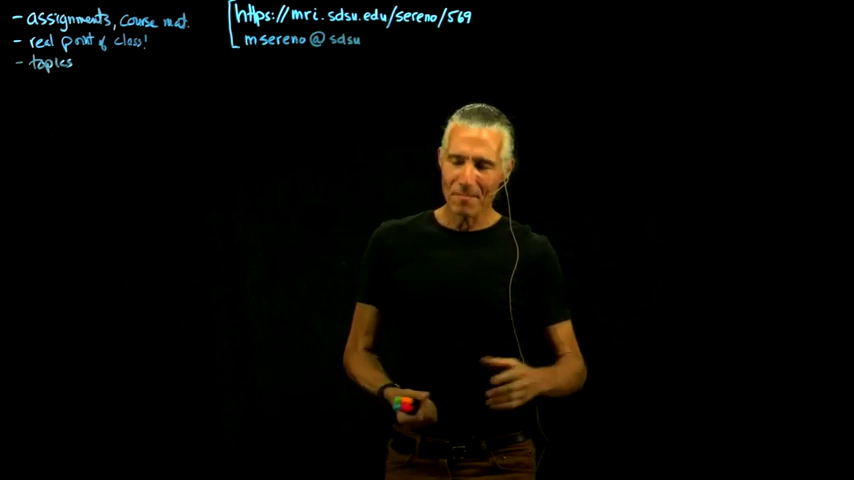 - assignments, course mat.
- real point of class!
- topics
https://mri.sdsu.edu/sereno/569
msereno@sdsu